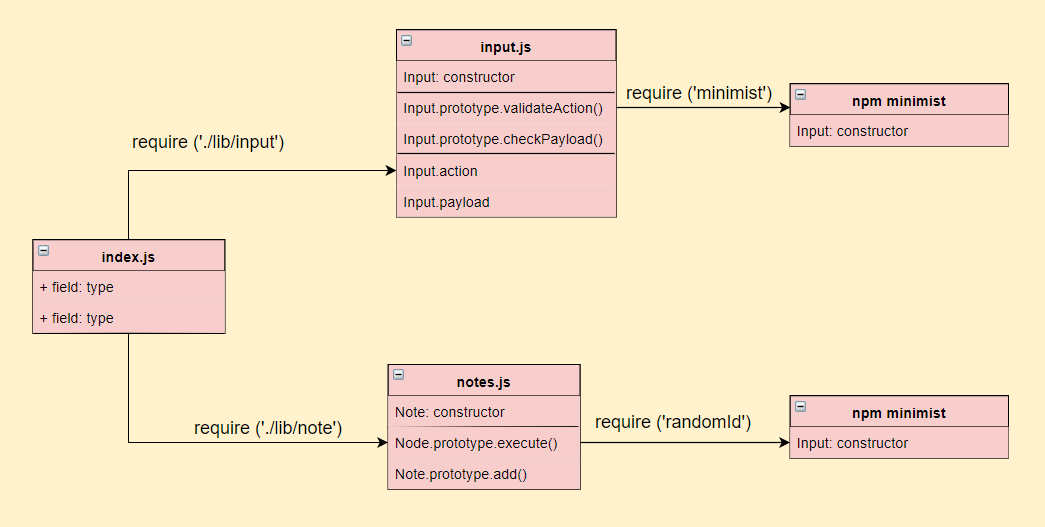 input.js
Input: constructor
Input.prototype.validateAction()
Input.prototype.checkPayload()
Input.action
Input.payload
require ('minimist')
npm minimist
Input: constructor
require ('./lib/input')
index.js
+ field: type
+ field: type
require ('./lib/note')
notes.js
Note: constructor
Node.prototype.execute()
Note.prototype.add()
require ('randomId')
npm minimist
Input: constructor